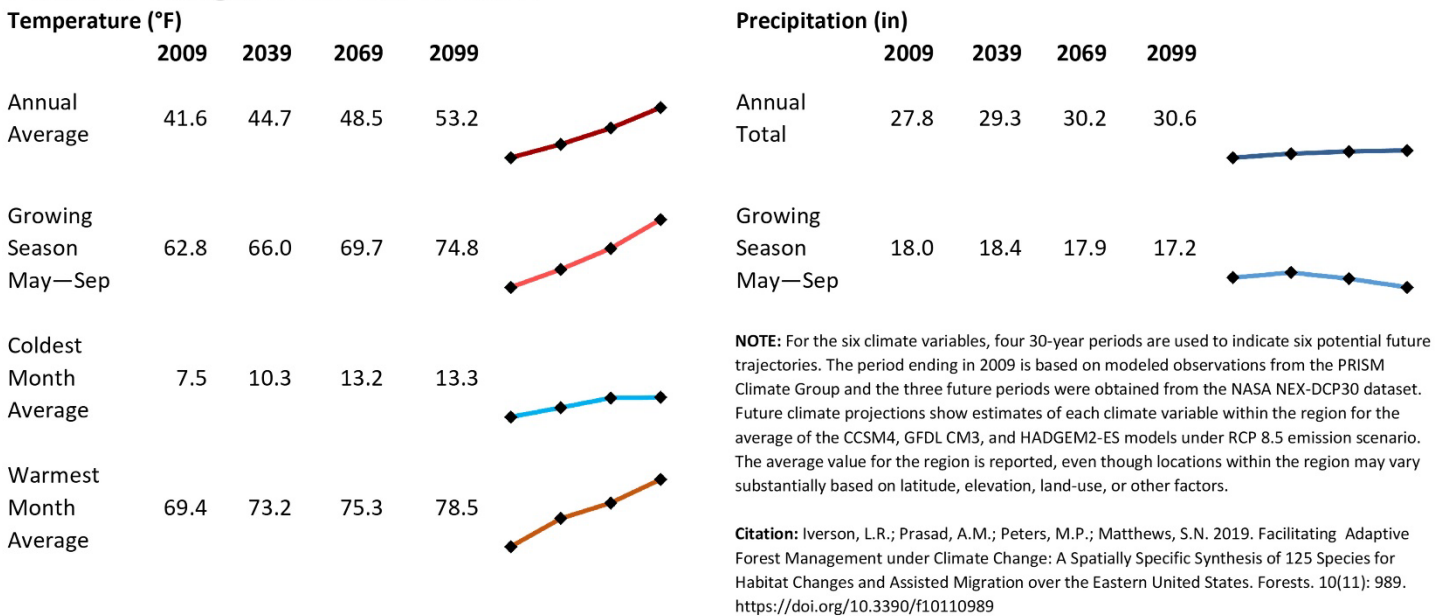 Temperature (°F)
2009 2039 2069 2099
Annual
Average
41.6 44.7 48.5 53.2
Growing
Season
May—Sep
62.8 66.0 69.7 74.8
Coldest
Month
Average
7.5 10.3 13.2 13.3
Warmest
Month
Average
69.4 73.2 75.3 78.5
Precipitation (in)
2009 2039 2069 2099
Annual
Total
27.8 29.3 30.2 30.6
Growing
Season
May—Sep
18.0 18.4 17.9 17.2
NOTE: For the six climate variables, four 30-year periods are used to indicate six potential future
trajectories. The period ending in 2009 is based on modeled observations from the PRISM
Climate Group and the three future periods were obtained from the NASA NEX-DCP30 dataset.
Future climate projections show estimates of each climate variable within the region for the
average of the CCSM4, GFDL CM3, and HADGEM2-ES models under RCP 8.5 emission scenario.
The average value for the region is reported, even though locations within the region may vary
substantially based on latitude, elevation, land-use, or other factors.
Citation: Iverson, L.R.; Prasad, A.M.; Peters, M.P.; Matthews, S.N. 2019. Facilitating Adaptive
Forest Management under Climate Change: A Spatially Specific Synthesis of 125 Species for
Habitat Changes and Assisted Migration over the Eastern United States. Forests. 10(11): 989.
https://doi.org/10.3390/f10110989